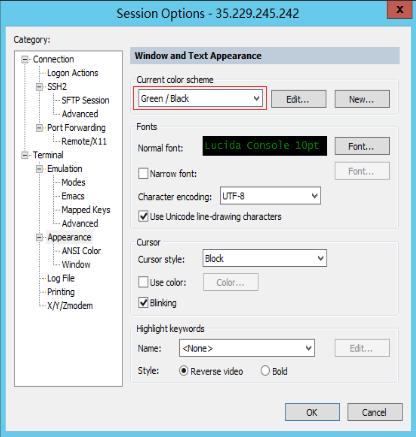 Session Options - 35.229.245.242
x
Category:
Connection
Logon Actions
SSH2
SFTP Session
Advanced
Port Forwarding
Remote/X11
Terminal
Emulation
Modes
Emacs
Mapped Keys
Advanced
Appearance
ANSI Color
Window
Log File
Printing
X/Y/Zmodem
Window and Text Appearance
Current color scheme
Green / Black Edit... New...
Fonts
Normal font: Lucida Console 10pt Font...
Narrow font: Font...
Character encoding: UTF-8
Use Unicode line-drawing characters
Cursor
Cursor style: Block
Use color: Color...
Blinking
Highlight keywords
Name: <None> Edit...
Style: Reverse video Bold
OK Cancel